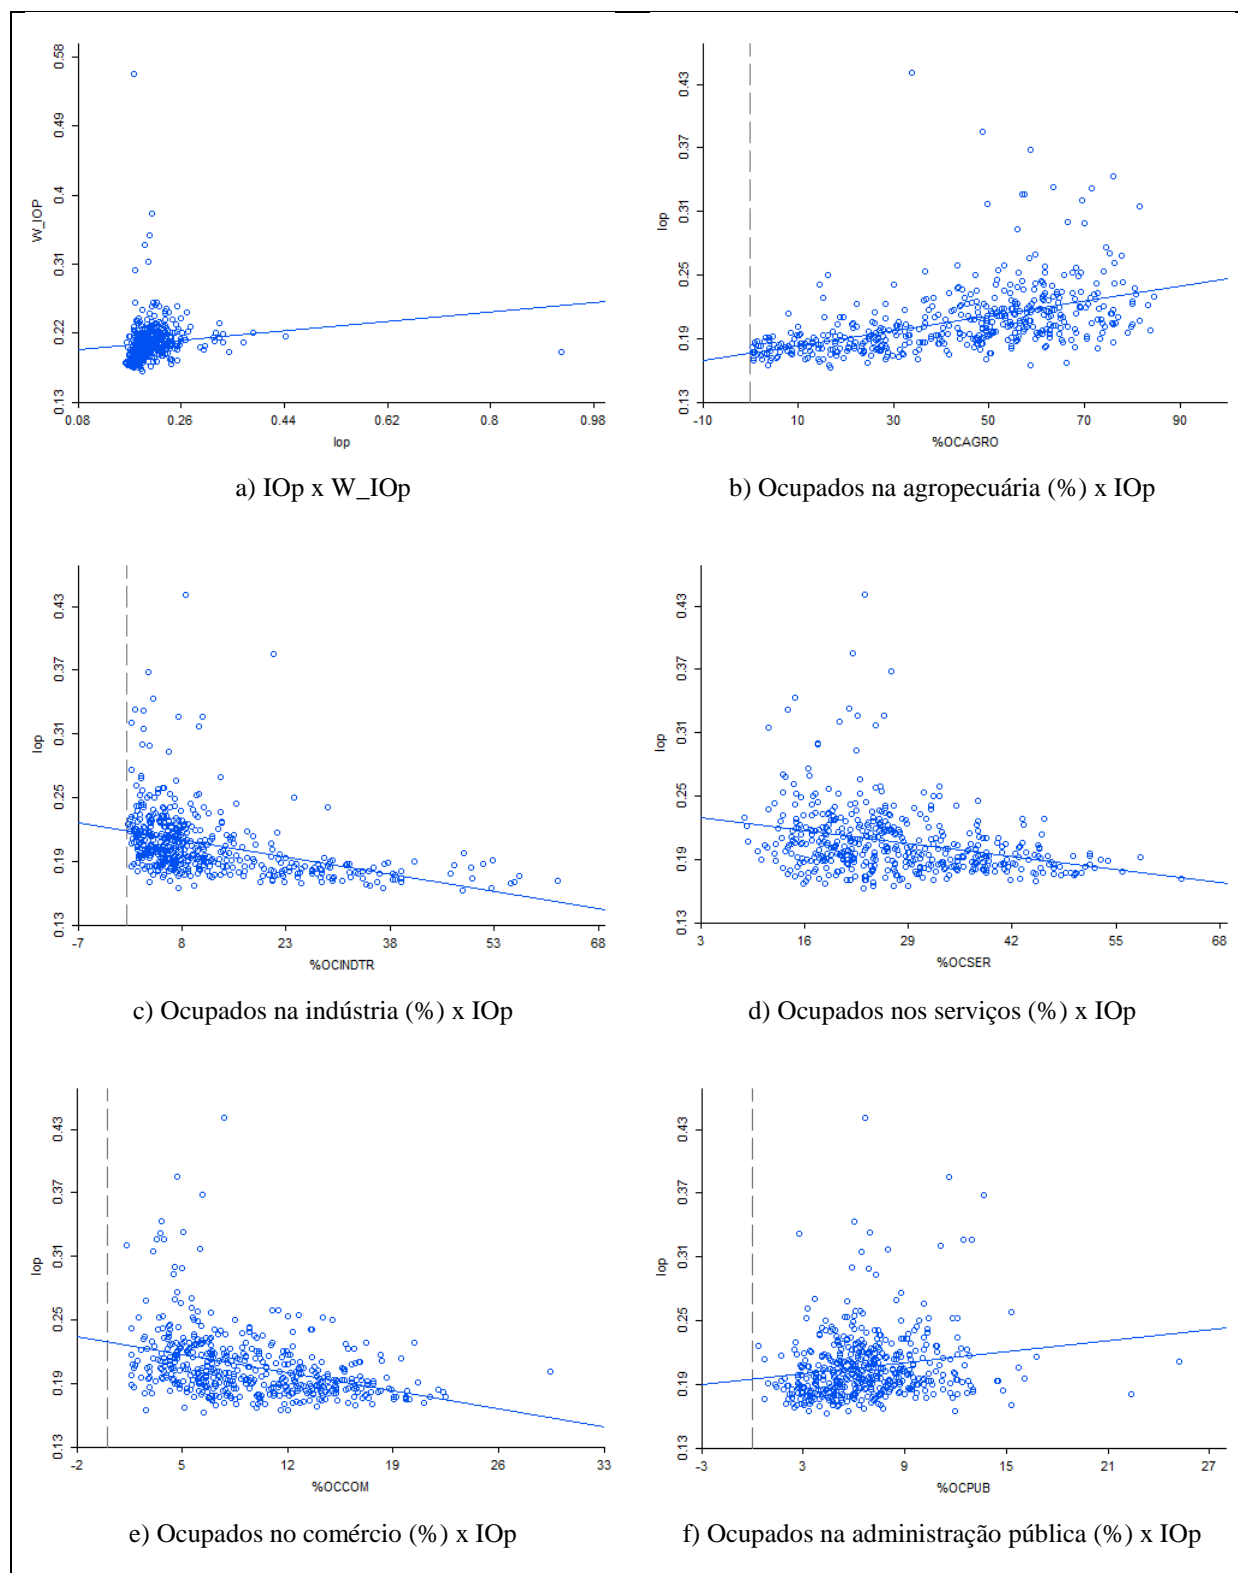 0.58
0.49
0.4
0.31
0.22
0.13
W_IOP
0.08 0.26 0.44 0.62 0.8 0.98
Iop
a) IOp x W_IOp
0.43
0.37
0.31
0.25
0.19
0.13
Iop
-10 10 30 50 70 90
%OCAGRO
b) Ocupados na agropecuária (%) x IOp
0.43
0.37
0.31
0.25
0.19
0.13
Iop
-7 8 23 38 53 68
%OCINDTR
c) Ocupados na indústria (%) x IOp
0.43
0.37
0.31
0.25
0.19
0.13
Iop
3 16 29 42 55 68
%OCSER
d) Ocupados nos serviços (%) x IOp
0.43
0.37
0.31
0.25
0.19
0.13
Iop
-2 5 12 19 26 33
%OCCOM
e) Ocupados no comércio (%) x IOp
0.43
0.37
0.31
0.25
0.19
0.13
Iop
-3 3 9 15 21 27
%OCPUB
f) Ocupados na administração pública (%) x IOp